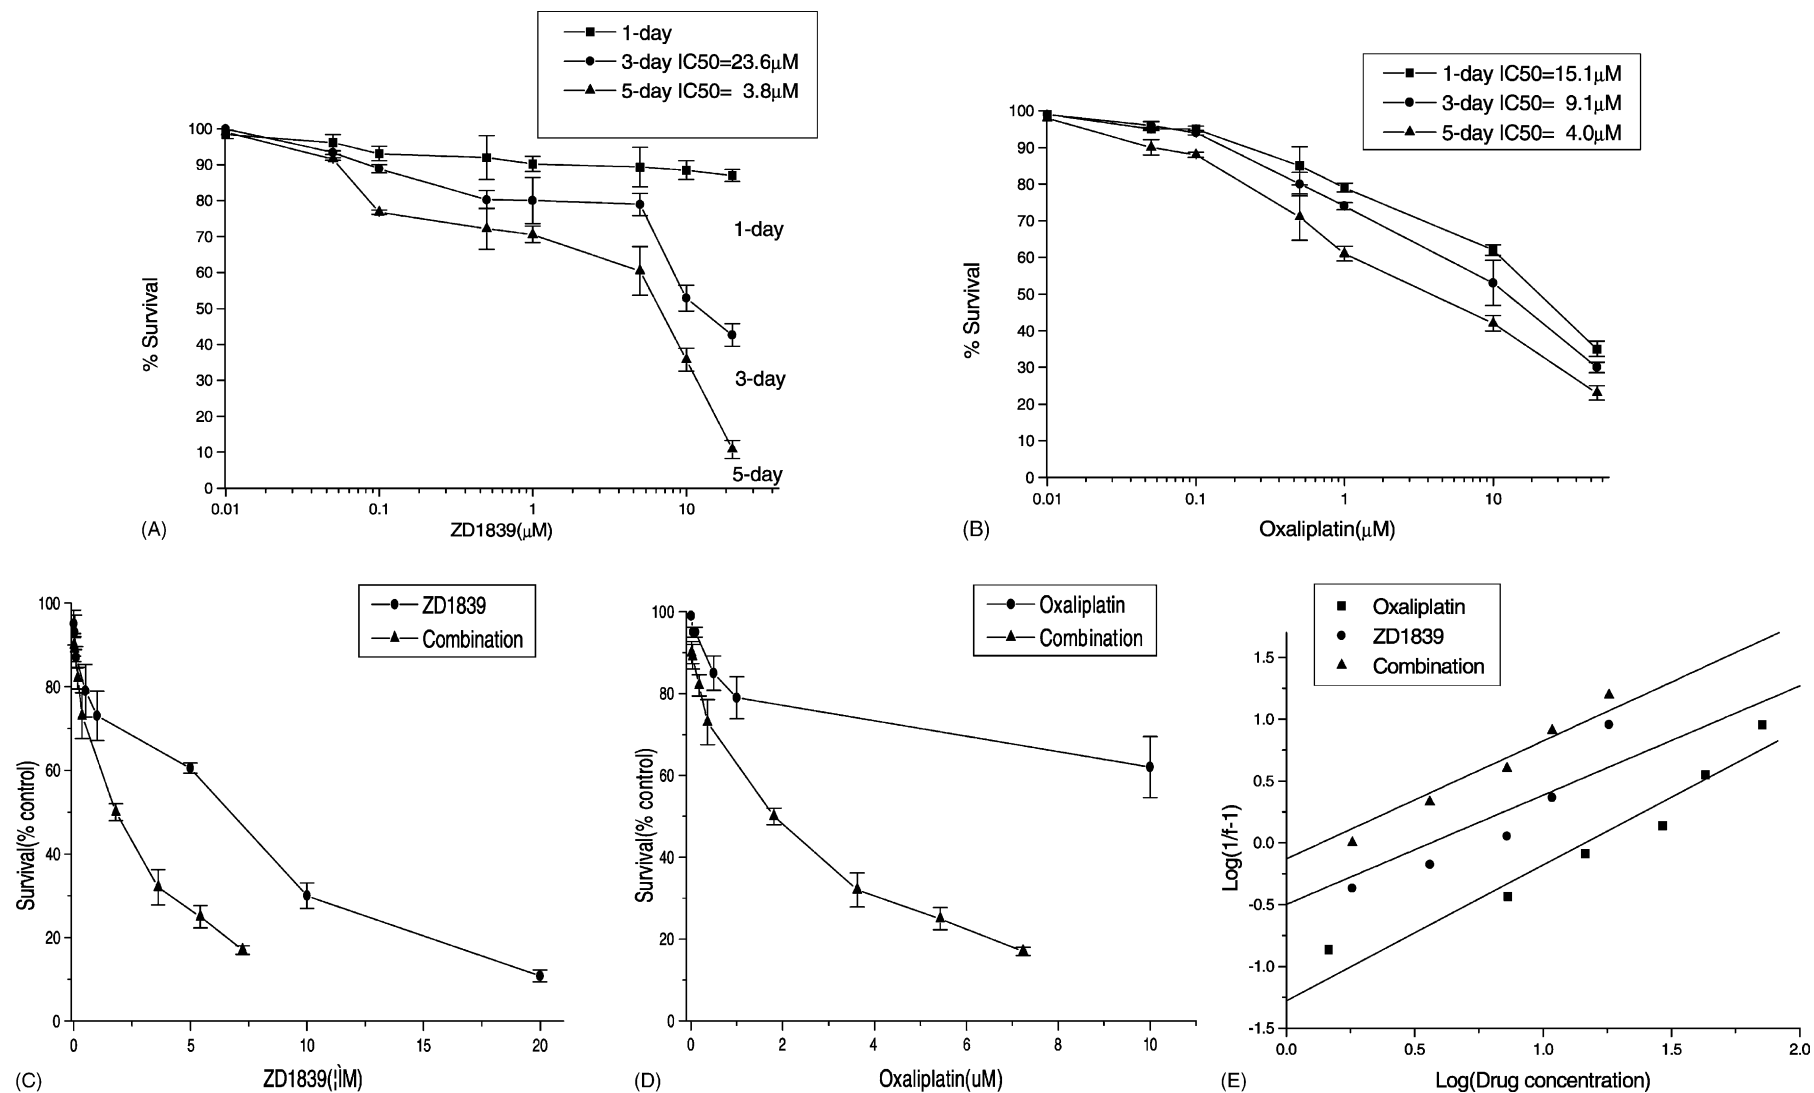 1-day
3-day IC50=23.6μM
5-day IC50= 3.8μM
100
90
80
70
60
50
40
30
20
10
0
% Survival
1-day
3-day
5-day
0.01
0.1
1
10
ZD1839(μM)
(A)
1-day IC50=15.1μM
3-day IC50= 9.1μM
5-day IC50= 4.0μM
100
90
80
70
60
50
40
30
20
10
0
% Survival
0.01
0.1
1
10
Oxaliplatin(μM)
(B)
ZD1839
Combination
100
80
60
40
20
0
Survival(% control)
0
5
10
15
20
ZD1839(¦ÌM)
(C)
Oxaliplatin
Combination
100
80
60
40
20
0
Survival(% control)
0
2
4
6
8
10
Oxaliplatin(uM)
(D)
Oxaliplatin
ZD1839
Combination
1.5
1.0
0.5
0.0
-0.5
-1.0
-1.5
Log(1/f-1)
0.0
0.5
1.0
1.5
2.0
Log(Drug concentration)
(E)